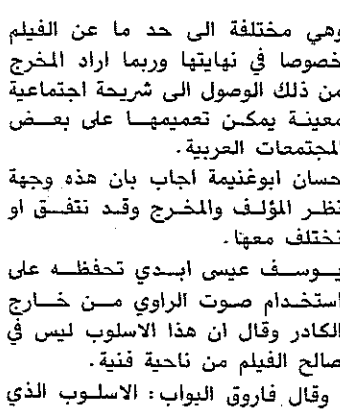 وهي مختلفة الى حد ما عن الفيلم
خصوصا في نهايتها وربما اراد المخرج
من ذلك الوصول الى شريحة اجتماعية
معينة يمكن تعميمها على بعض
المجتمعات العربية.
حسان ابوغنيمة اجاب بان هذه وجهة
نظر المؤلف والمخرج وقد نتفق او
نختلف معها.
يوسف عيسى ابدي تحفظه على
استخدام صوت الراوي من خارج
الكادر وقال ان هذا الاسلوب ليس في
صالح الفيلم من ناحية فنية.
وقال فاروق البواب: الاسلوب الذي